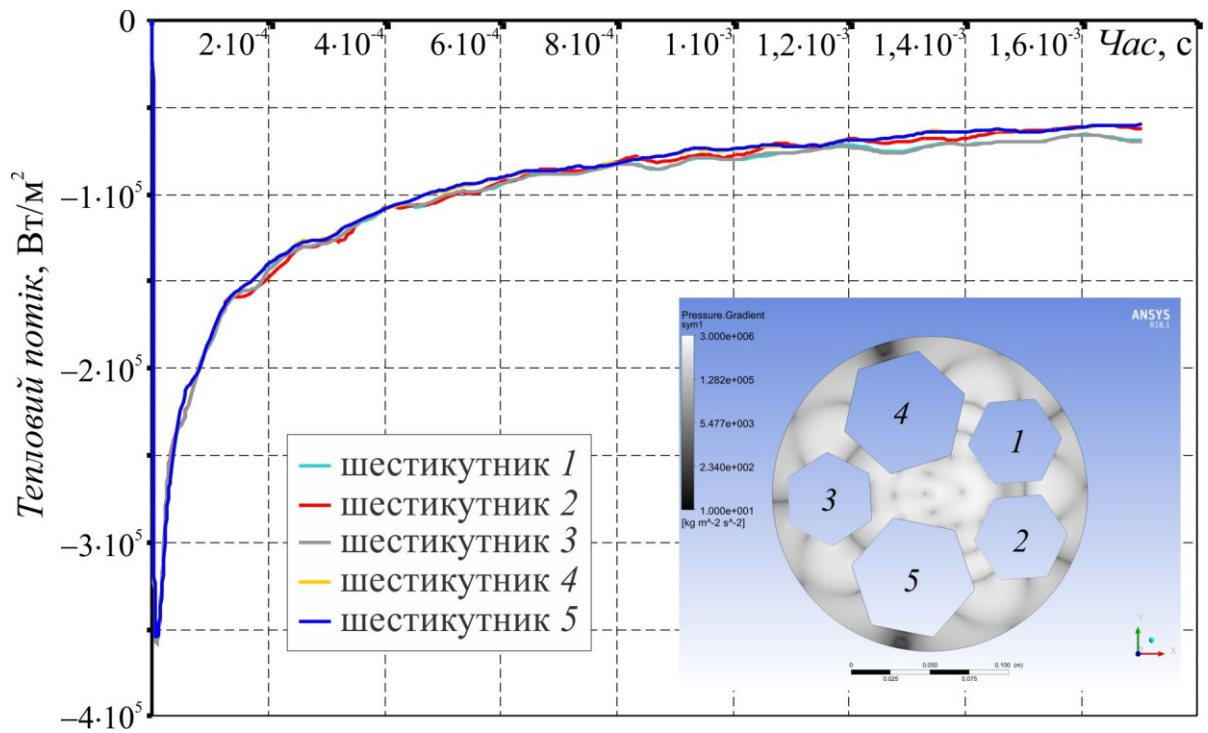 0
2·10⁻⁴ 4·10⁻⁴ 6·10⁻⁴ 8·10⁻⁴ 1·10⁻³ 1,2·10⁻³ 1,4·10⁻³ 1,6·10⁻³ Час, с
Тепловий потік, Вт/м²
–1·10⁵
–2·10⁵
–3·10⁵
–4·10⁵
шестикутник 1
шестикутник 2
шестикутник 3
шестикутник 4
шестикутник 5
Pressure.Gradient
sym1
3.000e+006
1.282e+005
5.477e+003
2.340e+002
1.000e+001
[kg m^-2 s^-2]
ANSYS
R18.1
4
1
3
2
5
0 0.050 0.100 (m)
0.025 0.075
Y
X